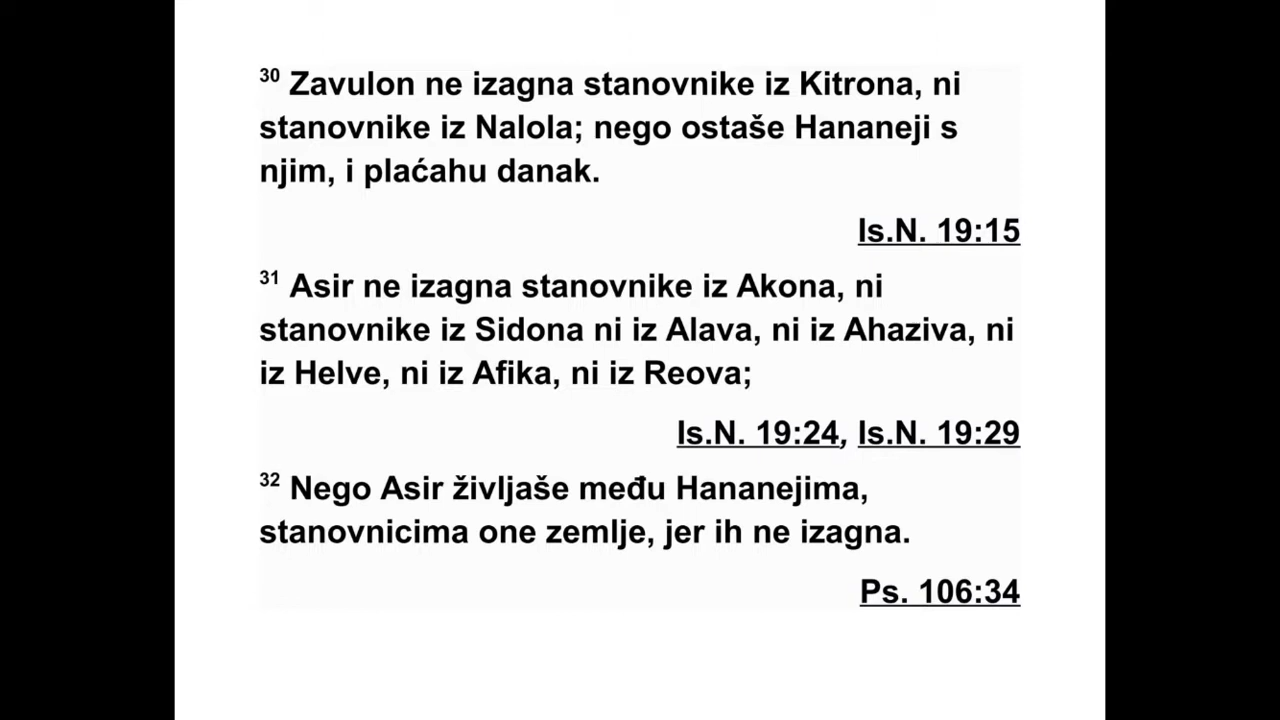 30 Zavulon ne izagna stanovnike iz Kitrona, ni
stanovnike iz Nalola; nego ostaše Hananeji s
njim, i plaćahu danak.
Is.N. 19:15
31 Asir ne izagna stanovnike iz Akona, ni
stanovnike iz Sidona ni iz Alava, ni iz Ahaziva, ni
iz Helve, ni iz Afika, ni iz Reova;
Is.N. 19:24, Is.N. 19:29
32 Nego Asir življaše među Hananejima,
stanovnicima one zemlje, jer ih ne izagna.
Ps. 106:34